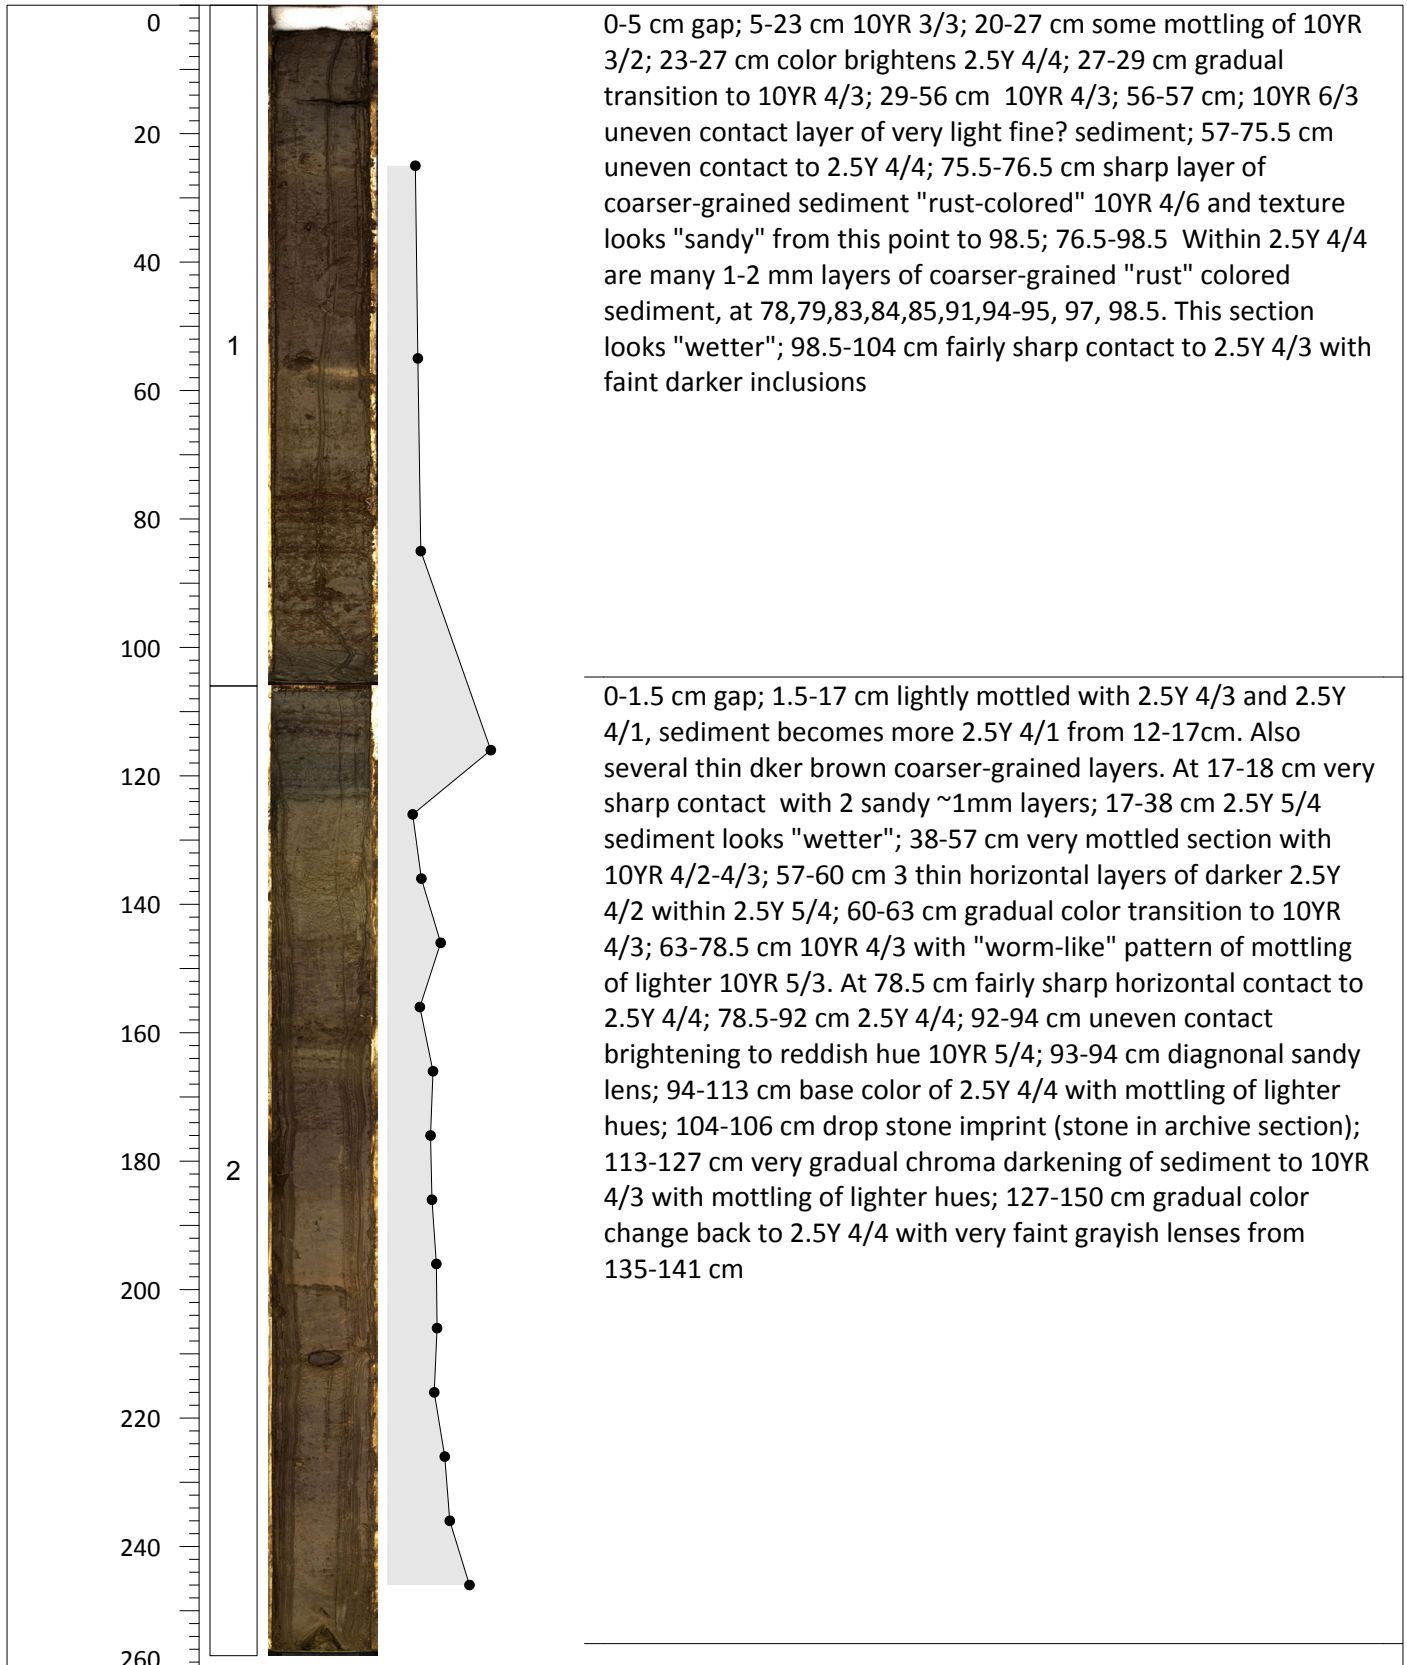 0
20
40
60
80
100
120
140
160
180
200
220
240
260
1
2
0-5 cm gap; 5-23 cm 10YR 3/3; 20-27 cm some mottling of 10YR
3/2; 23-27 cm color brightens 2.5Y 4/4; 27-29 cm gradual
transition to 10YR 4/3; 29-56 cm  10YR 4/3; 56-57 cm; 10YR 6/3
uneven contact layer of very light fine? sediment; 57-75.5 cm
uneven contact to 2.5Y 4/4; 75.5-76.5 cm sharp layer of
coarser-grained sediment "rust-colored" 10YR 4/6 and texture
looks "sandy" from this point to 98.5; 76.5-98.5  Within 2.5Y 4/4
are many 1-2 mm layers of coarser-grained "rust" colored
sediment, at 78,79,83,84,85,91,94-95, 97, 98.5. This section
looks "wetter"; 98.5-104 cm fairly sharp contact to 2.5Y 4/3 with
faint darker inclusions
0-1.5 cm gap; 1.5-17 cm lightly mottled with 2.5Y 4/3 and 2.5Y
4/1, sediment becomes more 2.5Y 4/1 from 12-17cm. Also
several thin dker brown coarser-grained layers. At 17-18 cm very
sharp contact  with 2 sandy ~1mm layers; 17-38 cm 2.5Y 5/4
sediment looks "wetter"; 38-57 cm very mottled section with
10YR 4/2-4/3; 57-60 cm 3 thin horizontal layers of darker 2.5Y
4/2 within 2.5Y 5/4; 60-63 cm gradual color transition to 10YR
4/3; 63-78.5 cm 10YR 4/3 with "worm-like" pattern of mottling
of lighter 10YR 5/3. At 78.5 cm fairly sharp horizontal contact to
2.5Y 4/4; 78.5-92 cm 2.5Y 4/4; 92-94 cm uneven contact
brightening to reddish hue 10YR 5/4; 93-94 cm diagnonal sandy
lens; 94-113 cm base color of 2.5Y 4/4 with mottling of lighter
hues; 104-106 cm drop stone imprint (stone in archive section);
113-127 cm very gradual chroma darkening of sediment to 10YR
4/3 with mottling of lighter hues; 127-150 cm gradual color
change back to 2.5Y 4/4 with very faint grayish lenses from
135-141 cm